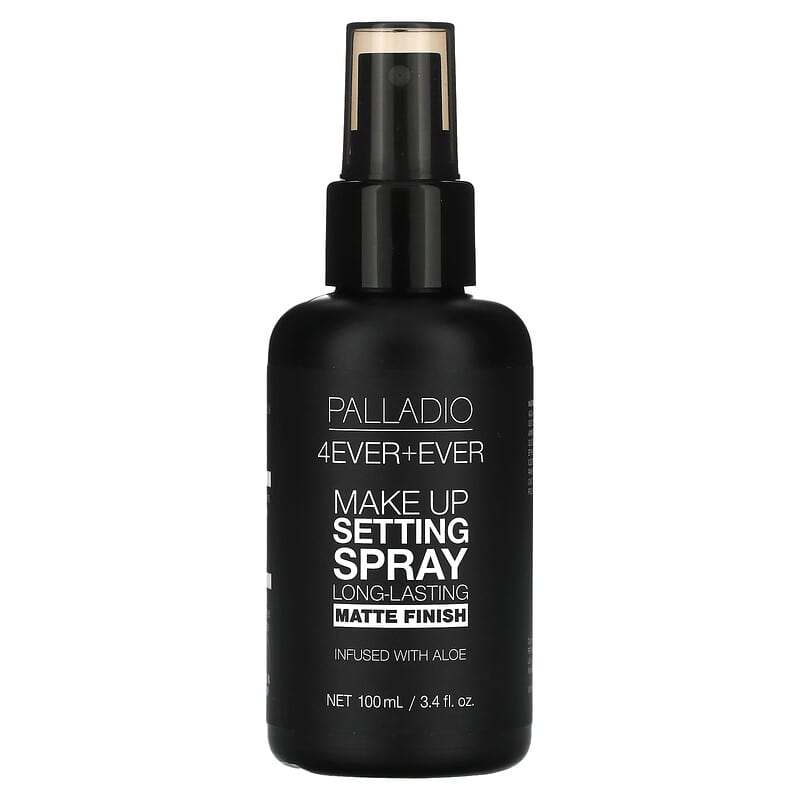 PALLADIO
4EVER+EVER
MAKE UP
SETTING
SPRAY
LONG-LASTING
MATTE FINISH
INFUSED WITH ALOE
NET 100 mL / 3.4 fl. oz.